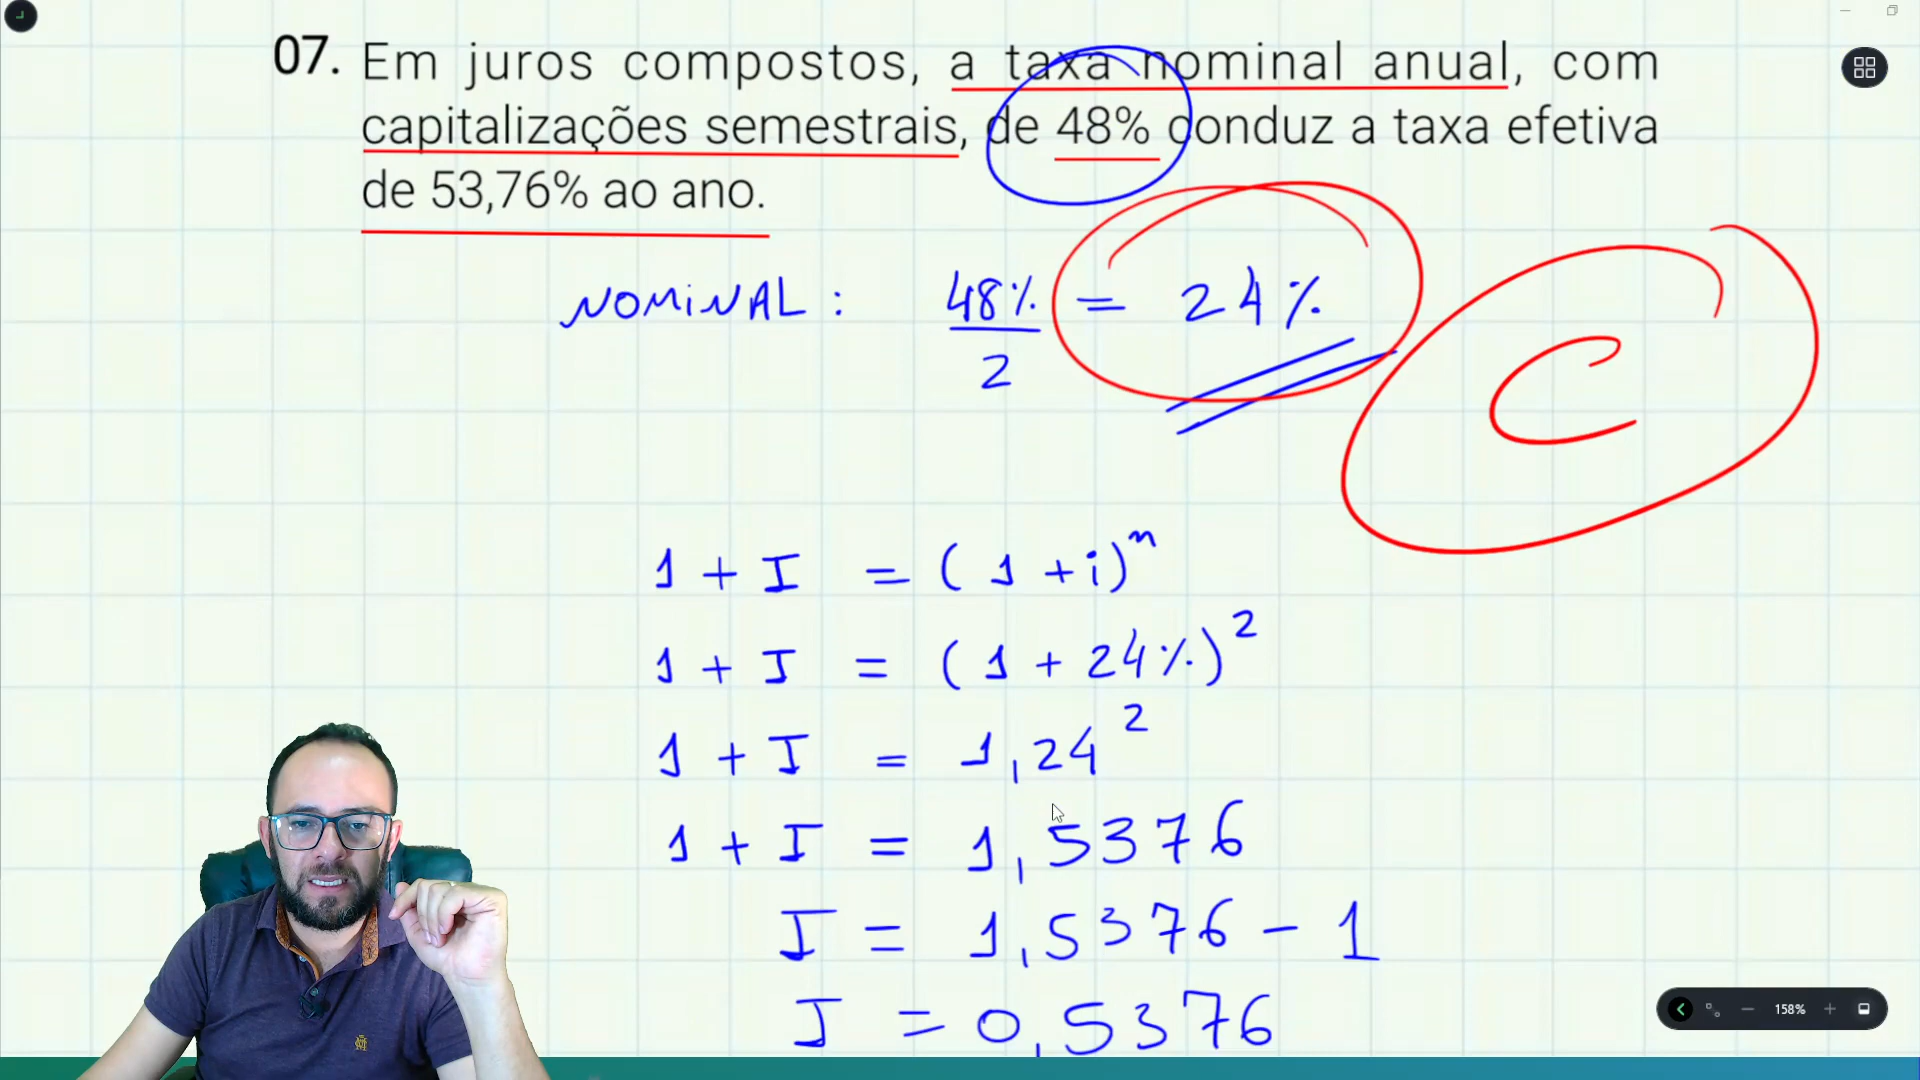 07. Em juros compostos, a taxa nominal anual, com
capitalizações semestrais, de 48% conduz a taxa efetiva
de 53,76% ao ano.
NOMINAL: 48% = 24%
2
C
1 + I = (1 + i)^n
1 + I = (1 + 24%)^2
1 + I = 1,24^2
1 + I = 1,5376
I = 1,5376 - 1
I = 0,5376
158%